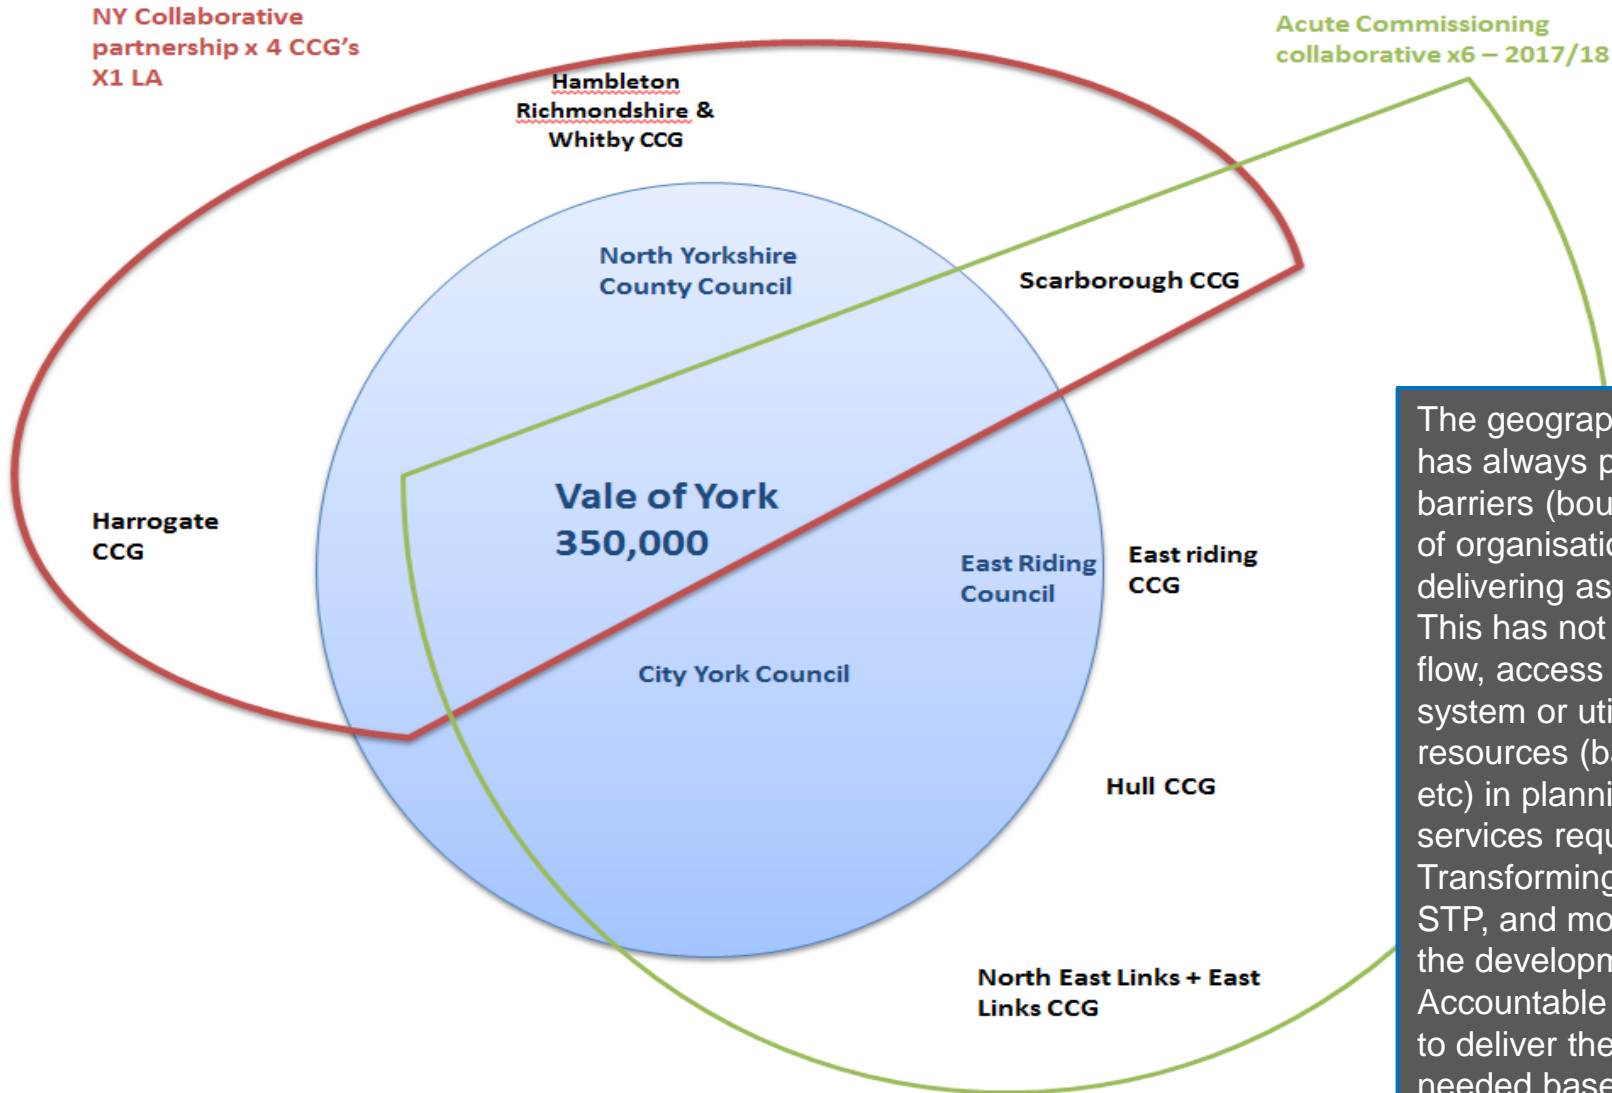 NY Collaborative
partnership x 4 CCG's
X1 LA
Acute Commissioning
collaborative x6 – 2017/18
Hambleton
Richmondshire &
Whitby CCG
North Yorkshire
County Council
Scarborough CCG
Harrogate
CCG
Vale of York
350,000
East Riding
Council
East riding
CCG
City York Council
Hull CCG
North East Links + East
Links CCG
The geograp
has always p
barriers (bou
of organisatio
delivering as
This has not
flow, access
system or uti
resources (ba
etc) in planni
services requ
Transforming
STP, and mo
the developm
Accountable
to deliver the
needed base